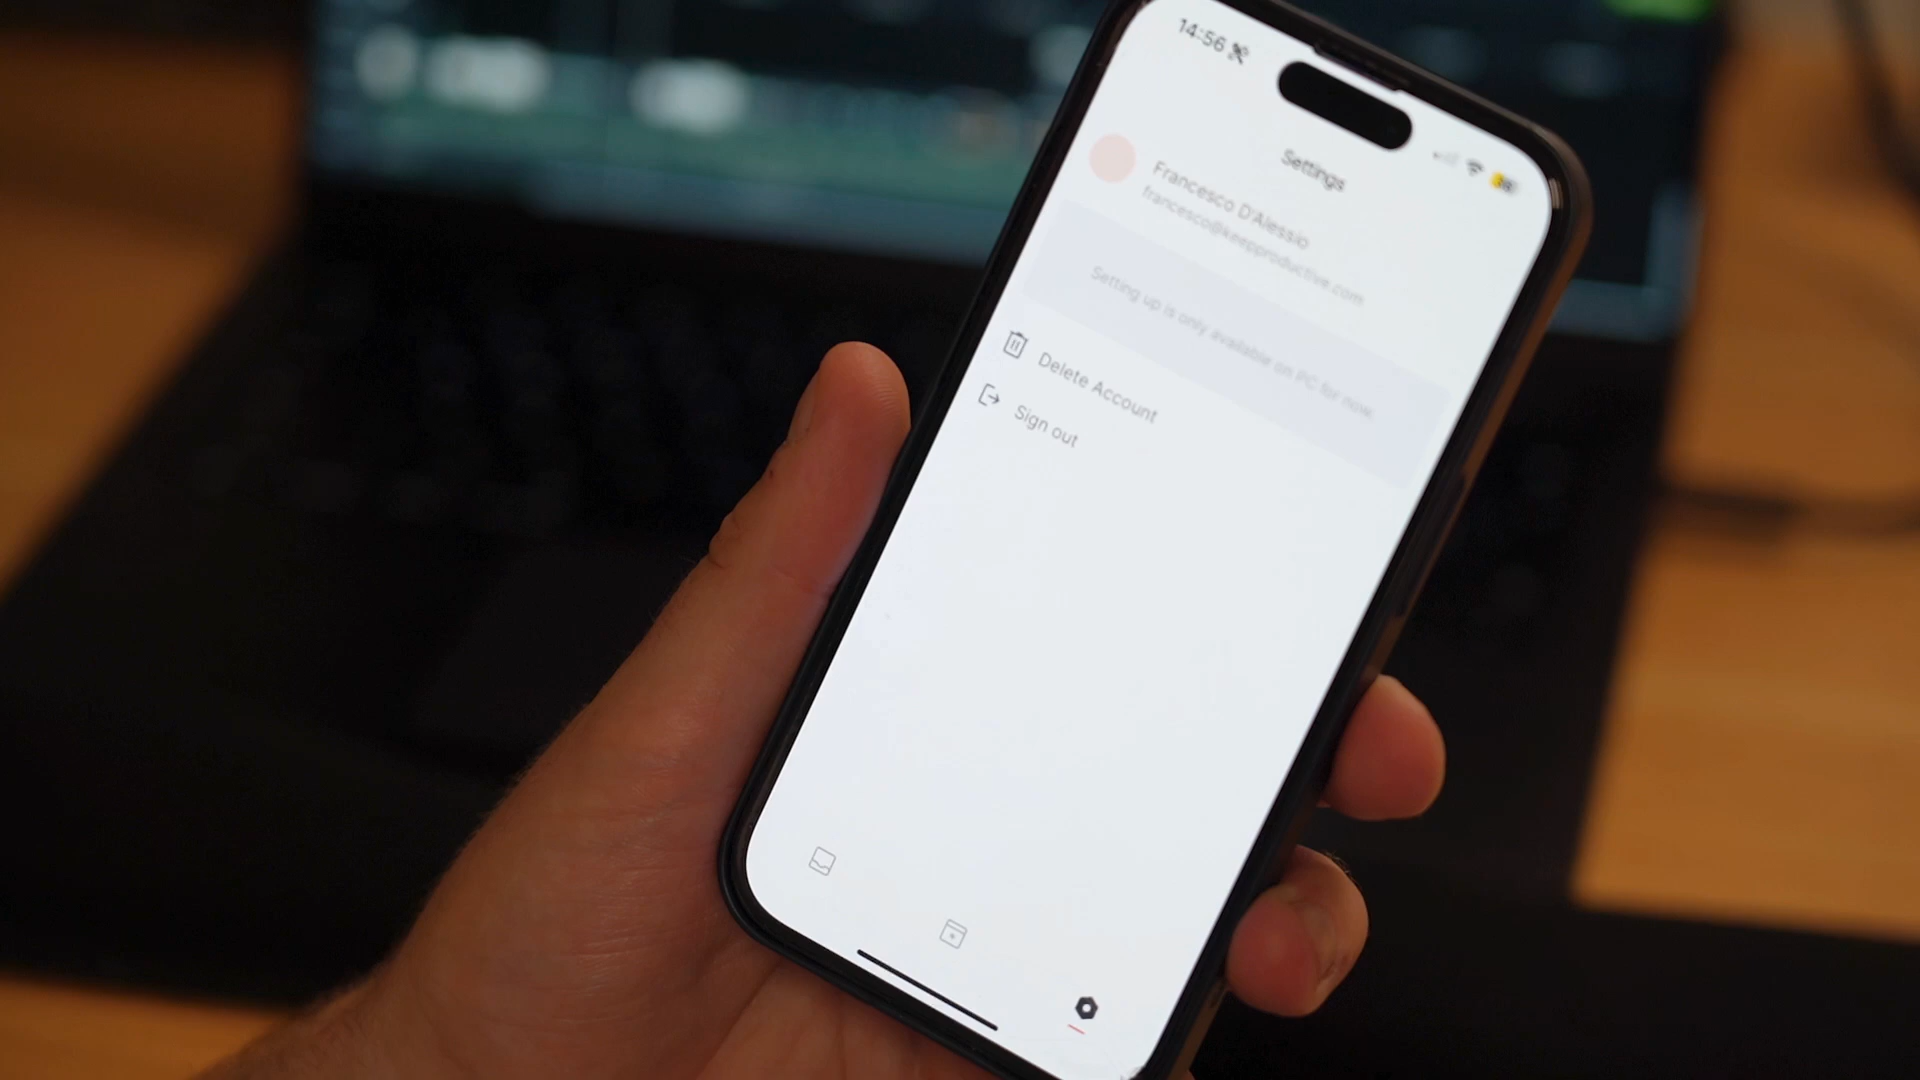 14:56
Settings
Francesco D'Alessio
francesco@keepproductive.com
Setting up is only available on PC for now.
Delete Account
Sign out